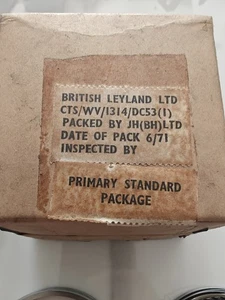 BRITISH LEYLAND LTD
CTS/WV/1314/DC53(1)
PACKED BY JH(BH)LTD
DATE OF PACK 6/71
INSPECTED BY
PRIMARY STANDARD
PACKAGE